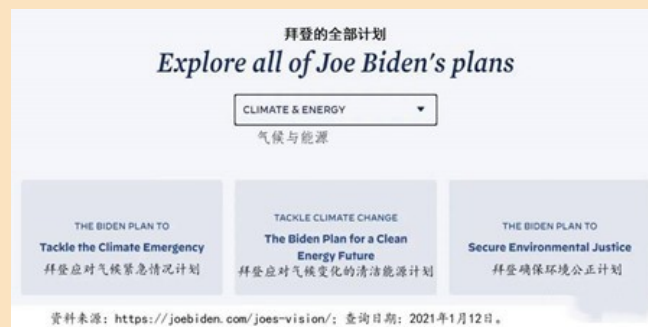 拜登的全部计划
Explore all of Joe Biden's plans
CLIMATE & ENERGY
气候与能源
THE BIDEN PLAN TO
Tackle the Climate Emergency
拜登应对气候紧急情况计划
TACKLE CLIMATE CHANGE
The Biden Plan for a Clean
Energy Future
拜登应对气候变化的清洁能源计划
THE BIDEN PLAN TO
Secure Environmental Justice
拜登确保环境公正计划
资料来源：https://joebiden.com/joes-vision/；查询日期：2021年1月12日。